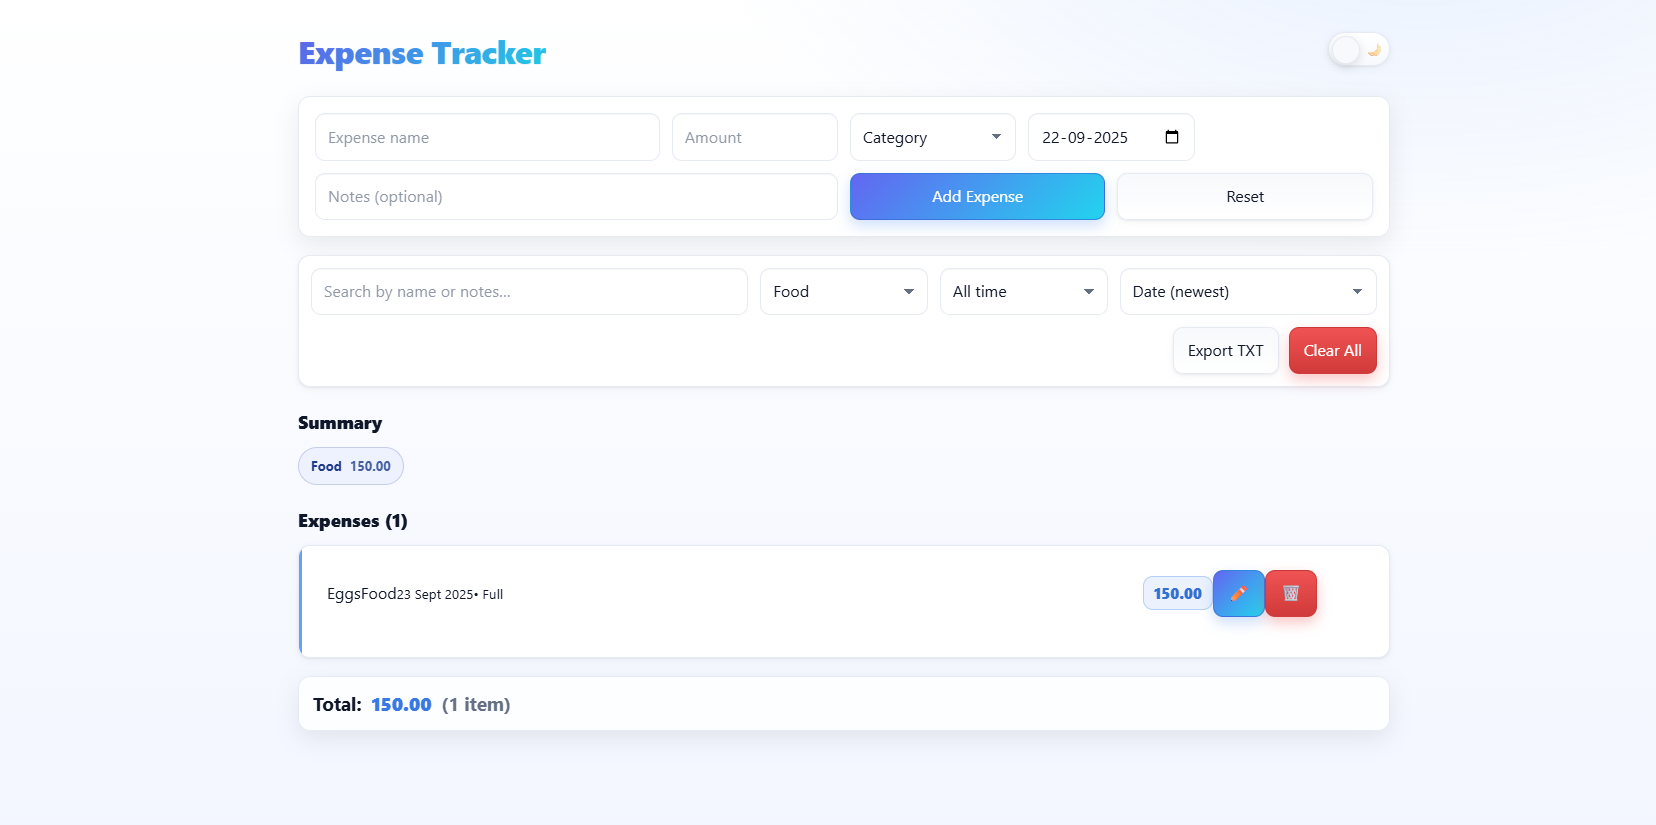 Expense Tracker
Expense name Amount Category 22-09-2025
Notes (optional) Add Expense Reset
Search by name or notes... Food All time Date (newest)
Export TXT Clear All
Summary
Food 150.00
Expenses (1)
EggsFood23 Sept 2025• Full 150.00
Total: 150.00 (1 item)